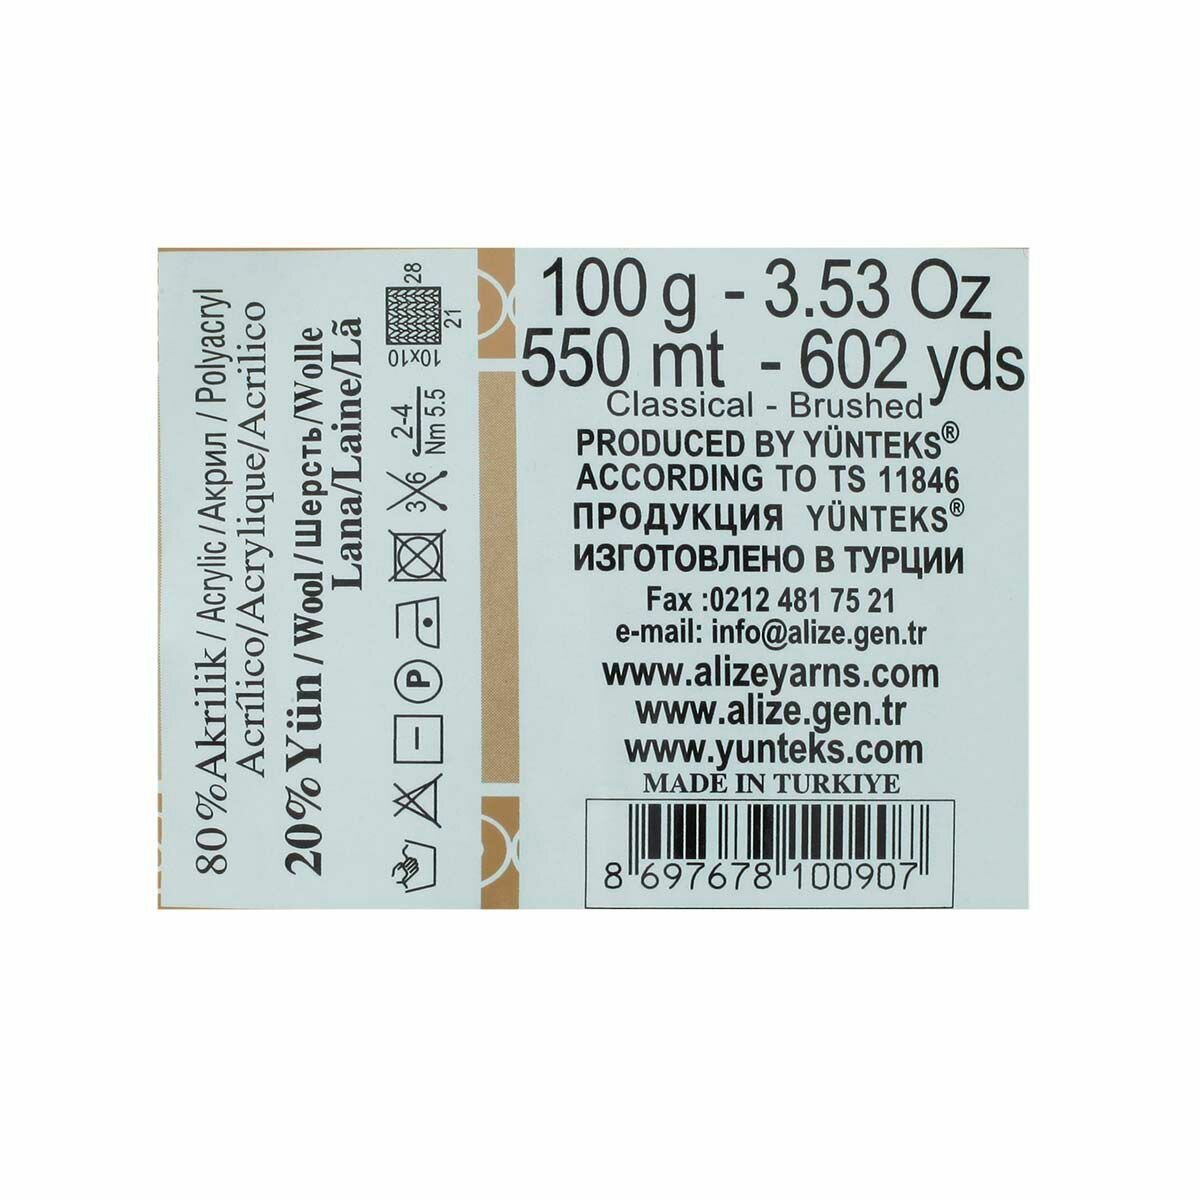 100 g - 3.53 Oz
550 mt - 602 yds
Classical - Brushed
PRODUCED BY YÜNTEKS®
ACCORDING TO TS 11846
ПРОДУКЦИЯ YÜNTEKS®
ИЗГОТОВЛЕНО В ТУРЦИИ
Fax :0212 481 75 21
e-mail: info@alize.gen.tr
www.alizeyarns.com
www.alize.gen.tr
www.yunteks.com
MADE IN TURKIYE
8 697678 100907
80%Akrilik / Acrylic / Акрил / Polyacryl
Acrílico/Acrylique/Acrilico
20%Yün / Wool / Шерсть/Wolle
Lana/Laine/Lã
P
3 6
2-4
Nm 5.5
10x10
28
21